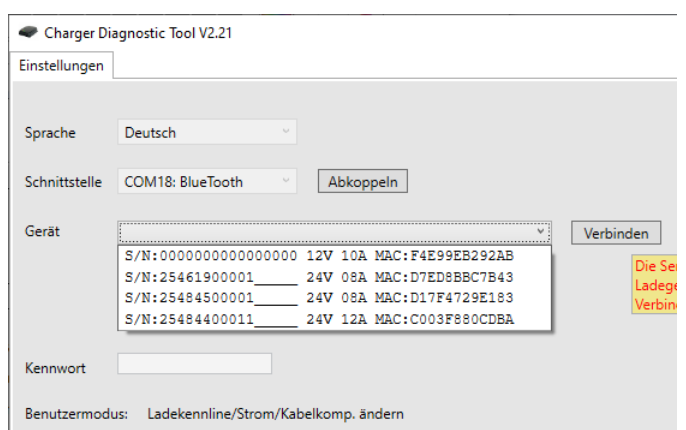 Charger Diagnostic Tool V2.21
Einstellungen
Sprache Deutsch
Schnittstelle COM18: BlueTooth Abkoppeln
Gerät Verbinden
S/N:0000000000000000 12V 10A MAC:F4E99EB292AB
S/N:25461900001_____ 24V 08A MAC:D7ED8BBC7B43
S/N:25484500001_____ 24V 08A MAC:D17F4729E183
S/N:25484400011_____ 24V 12A MAC:C003F880CDBA
Die Se
Ladege
Verbin
Kennwort
Benutzermodus: Ladekennline/Strom/Kabelkomp. ändern